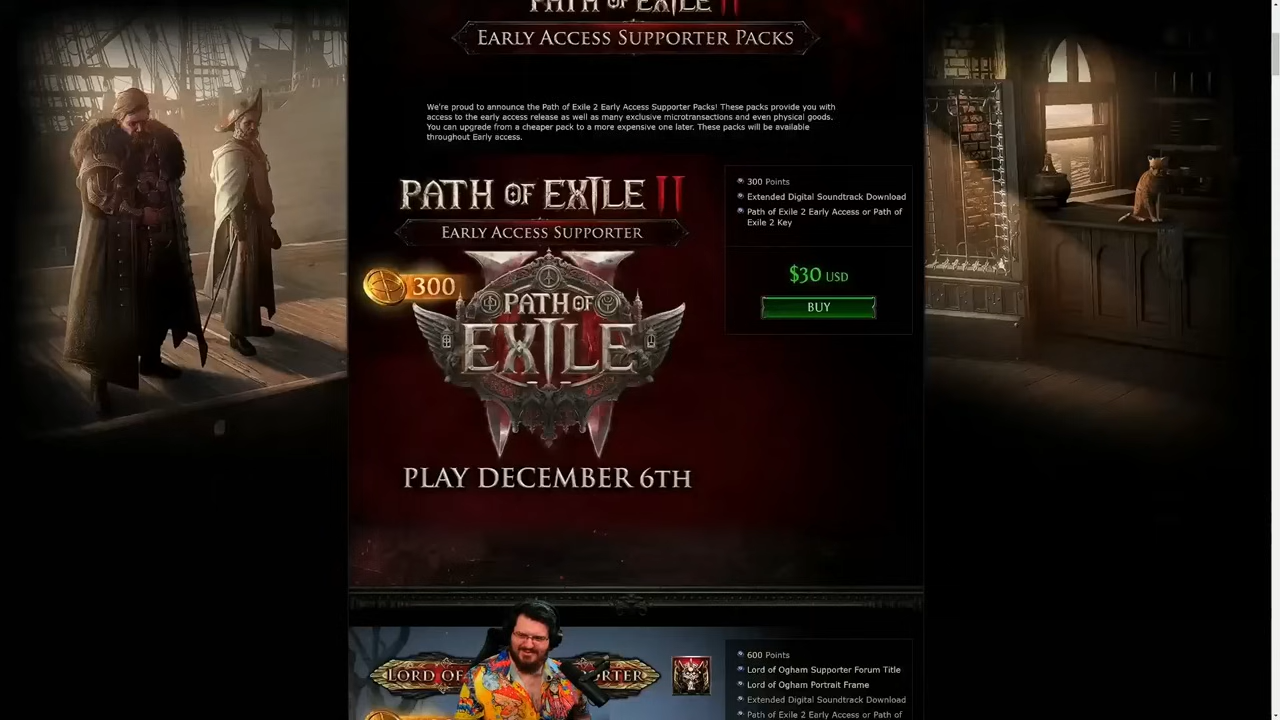 PATH OF EXILE II
EARLY ACCESS SUPPORTER PACKS
We're proud to announce the Path of Exile 2 Early Access Supporter Packs! These packs provide you with
access to the early access release as well as many exclusive microtransactions and even physical goods.
You can upgrade from a cheaper pack to a more expensive one later. These packs will be available
throughout Early access.
PATH OF EXILE II
EARLY ACCESS SUPPORTER
300
PATH OF
EXILE
PLAY DECEMBER 6TH
300 Points
Extended Digital Soundtrack Download
Path of Exile 2 Early Access or Path of
Exile 2 Key
$30 USD
BUY
LORD OF
RTER
600 Points
Lord of Ogham Supporter Forum Title
Lord of Ogham Portrait Frame
Extended Digital Soundtrack Download
Path of Exile 2 Early Access or Path of